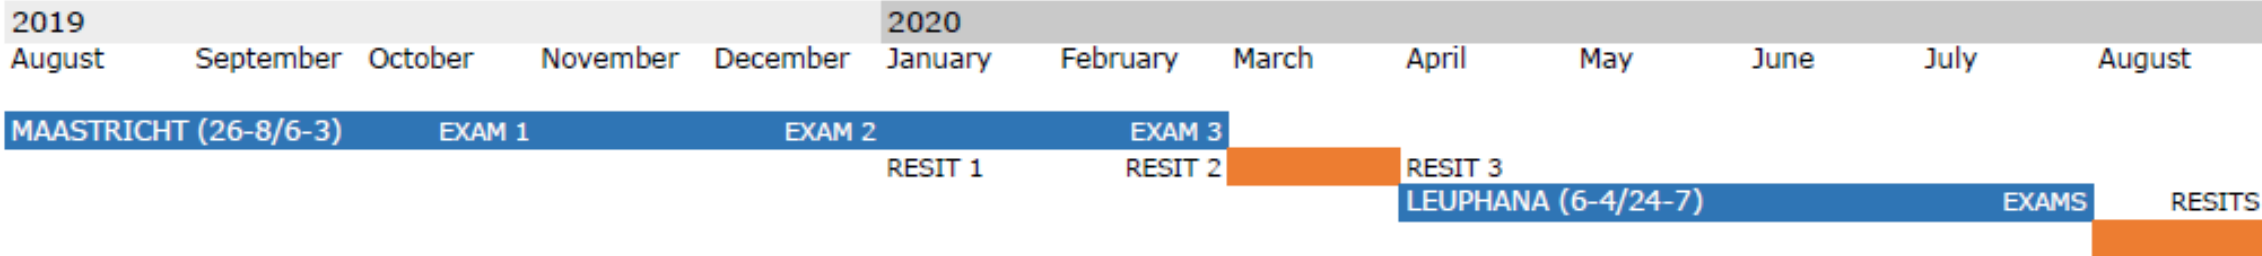 2019 2020
August September October November December January February March April May June July August
MAASTRICHT (26-8/6-3) EXAM 1 EXAM 2 EXAM 3
RESIT 1 RESIT 2 RESIT 3
LEUPHANA (6-4/24-7) EXAMS RESITS